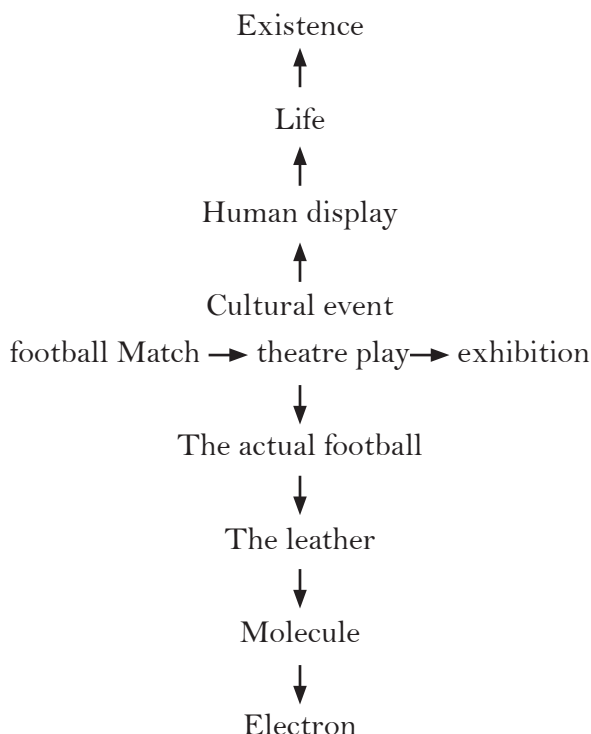 Existence
Life
Human display
Cultural event
football Match theatre play exhibition
The actual football
The leather
Molecule
Electron